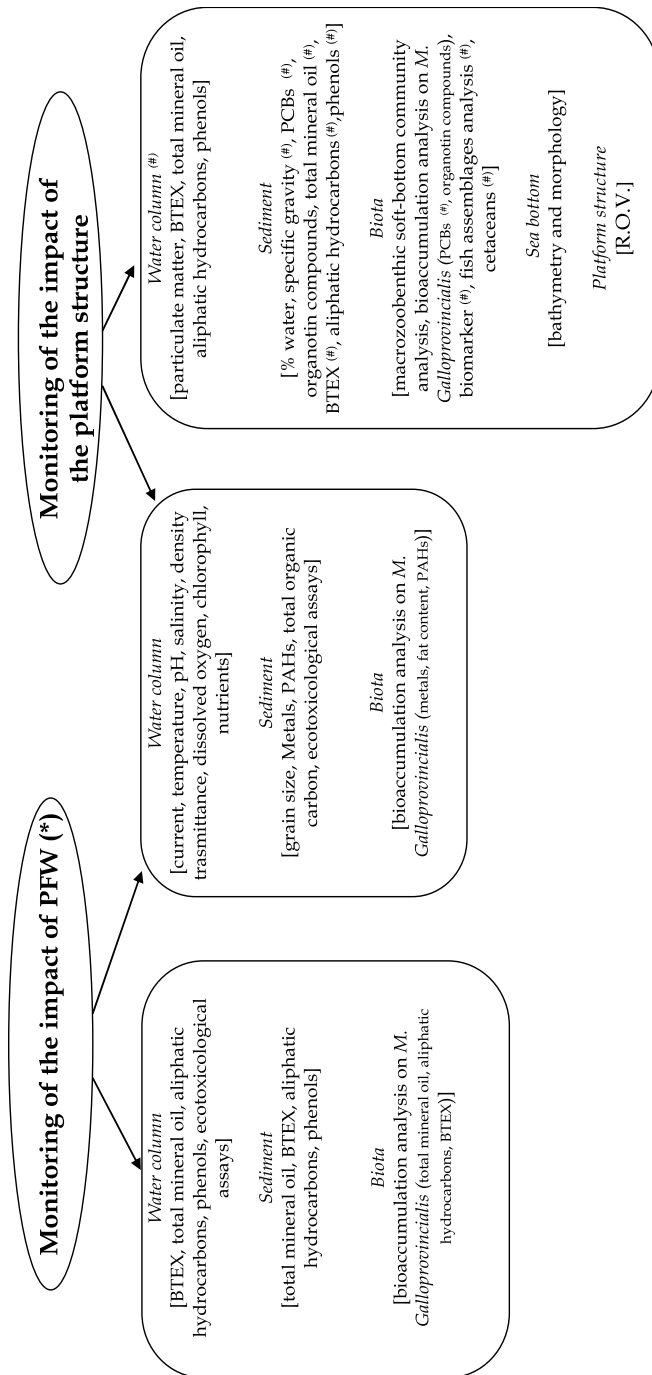 Monitoring of the impact of PFW (*)
Monitoring of the impact of
the platform structure
Water column
[BTEX, total mineral oil, aliphatic
hydrocarbons, phenols, ecotoxicological
assays]
Sediment
[total mineral oil, BTEX, aliphatic
hydrocarbons, phenols]
Biota
[bioaccumulation analysis on M.
Galloprovincialis (total mineral oil, aliphatic
hydrocarbons, BTEX)]
Water column
[current, temperature, pH, salinity, density
trasmittance, dissolved oxygen, chlorophyll,
nutrients]
Sediment
[grain size, Metals, PAHs, total organic
carbon, ecotoxicological assays]
Biota
[bioaccumulation analysis on M.
Galloprovincialis (metals, fat content, PAHs)]
Water column (#)
[particulate matter, BTEX, total mineral oil,
aliphatic hydrocarbons, phenols]
Sediment
[% water, specific gravity (#), PCBs (#),
organotin compounds, total mineral oil (#),
BTEX (#), aliphatic hydrocarbons (#),phenols (#)]
Biota
[macrozoobenthic soft-bottom community
analysis, bioaccumulation analysis on M.
Galloprovincialis (PCBs (#), organotin compounds),
biomarker (#), fish assemblages analysis (#),
cetaceans (#)]
Sea bottom
[bathymetry and morphology]
Platform structure
[R.O.V.]